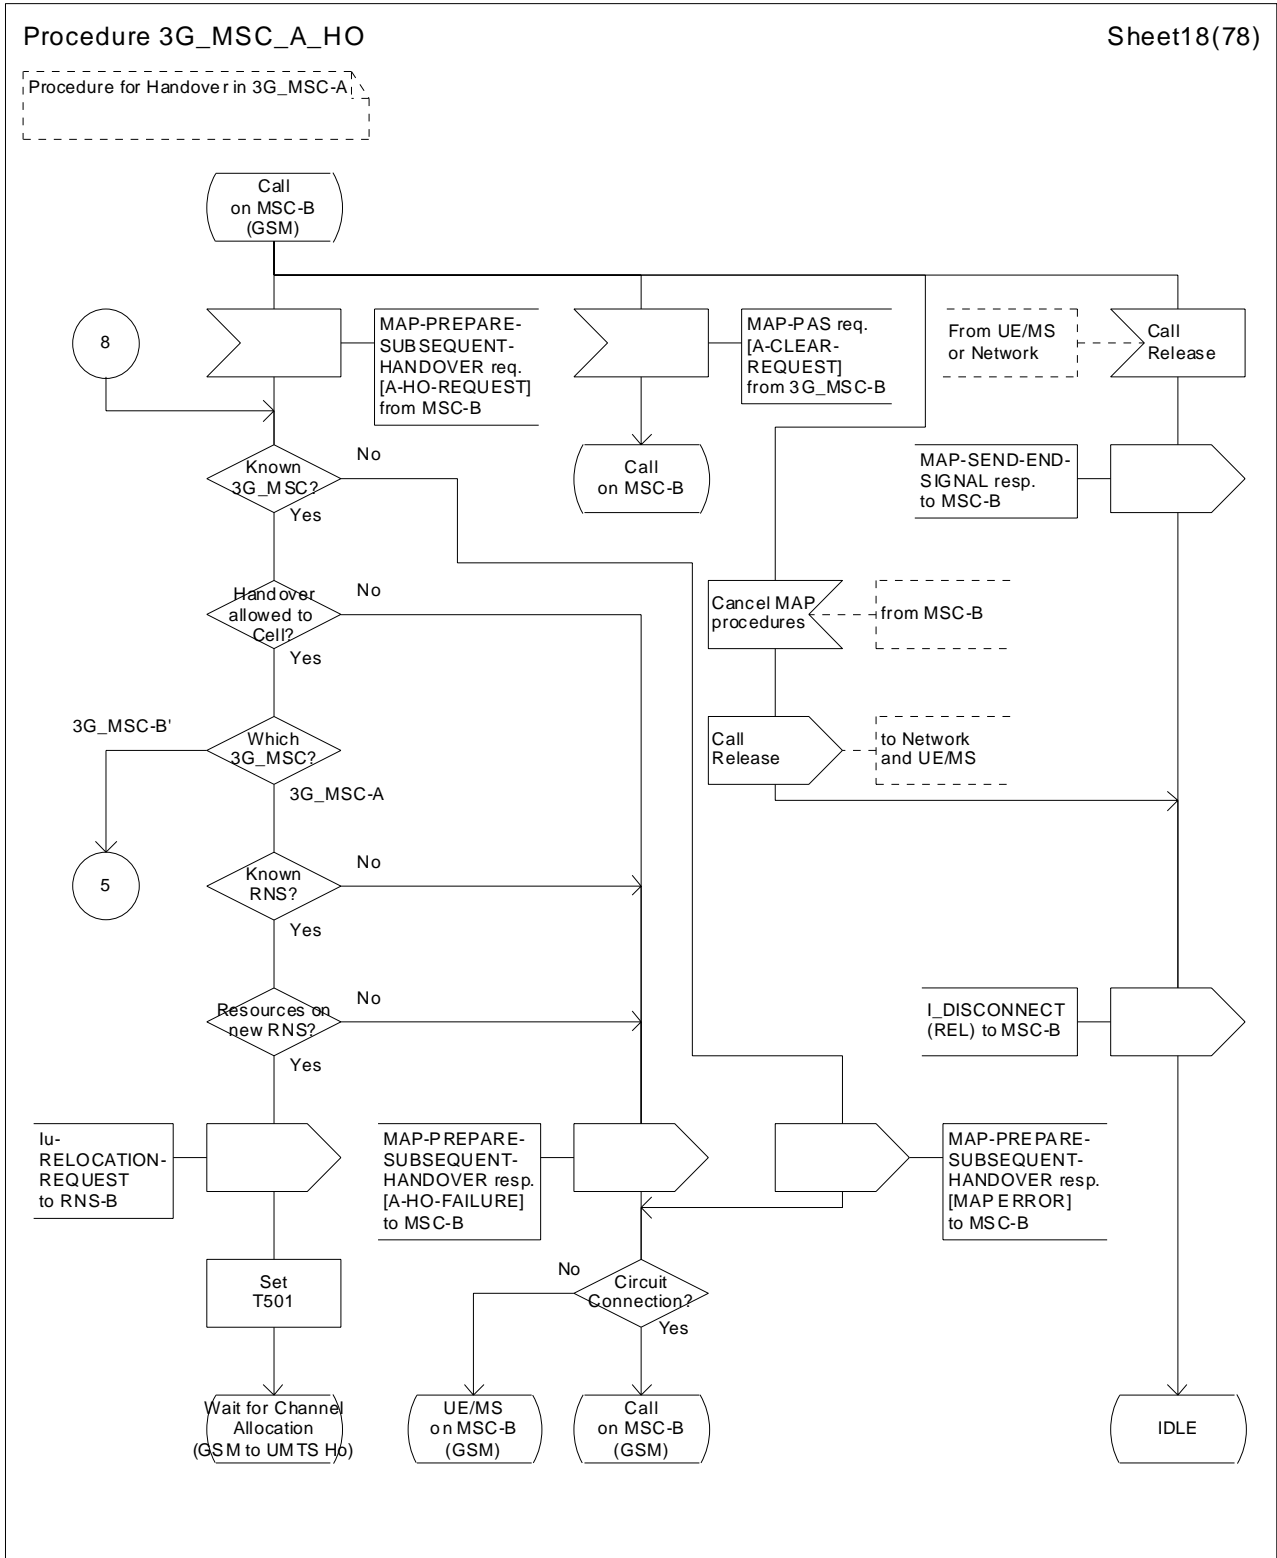 Procedure 3G_MSC_A_HO
Sheet18(78)
Procedure for Handover in 3G_MSC-A
Call
on MSC-B
(GSM)
8
MAP-PREPARE-
SUBSEQUENT-
HANDOVER req.
[A-HO-REQUEST]
from MSC-B
MAP-PAS req.
[A-CLEAR-
REQUEST]
from 3G_MSC-B
From UE/MS
or Network
Call
Release
Known
3G_MSC?
No
Yes
Call
on MSC-B
MAP-SEND-END-
SIGNAL resp.
to MSC-B
Handover
allowed to
Cell?
No
Yes
Cancel MAP
procedures
from MSC-B
3G_MSC-B'
Which
3G_MSC?
3G_MSC-A
Call
Release
to Network
and UE/MS
5
Known
RNS?
No
Yes
Resources on
new RNS?
No
Yes
I_DISCONNECT
(REL) to MSC-B
Iu-
RELOCATION-
REQUEST
to RNS-B
MAP-PREPARE-
SUBSEQUENT-
HANDOVER resp.
[A-HO-FAILURE]
to MSC-B
MAP-PREPARE-
SUBSEQUENT-
HANDOVER resp.
[MAP ERROR]
to MSC-B
Set
T501
No
Circuit
Connection?
Yes
Wait for Channel
Allocation
(GSM to UMTS Ho)
UE/MS
on MSC-B
(GSM)
Call
on MSC-B
(GSM)
IDLE